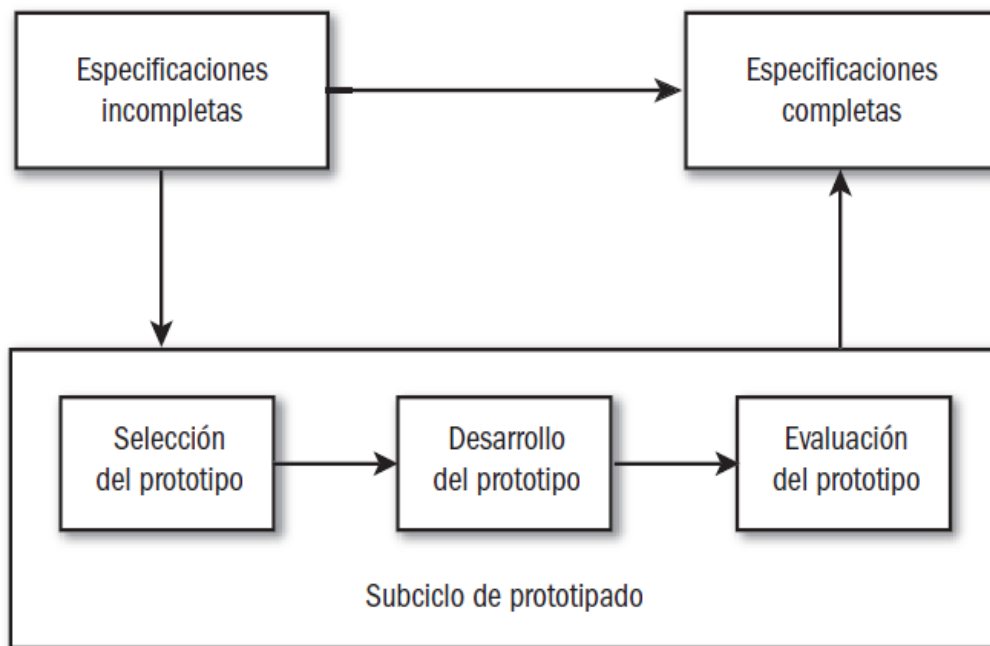 Especificaciones
incompletas
Especificaciones
completas
Selección
del prototipo
Desarrollo
del prototipo
Evaluación
del prototipo
Subciclo de prototipado